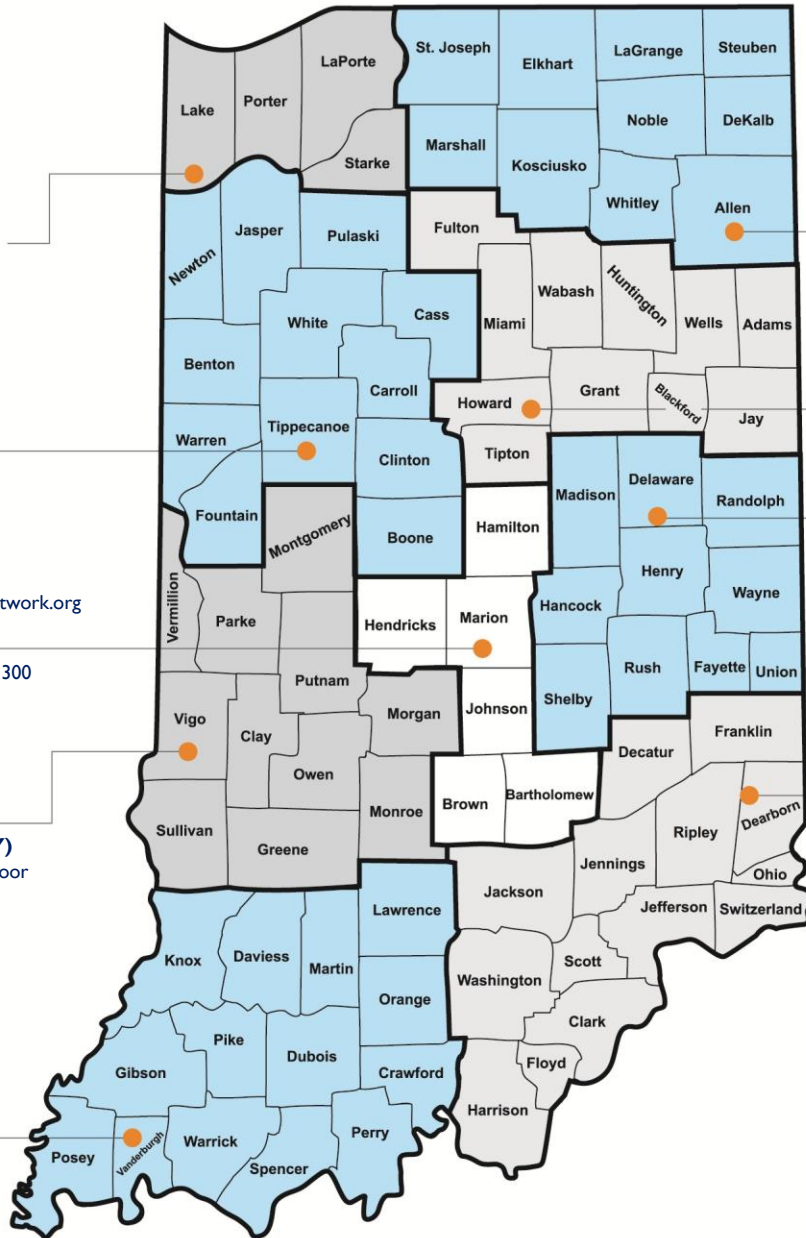 St. Joseph
Elkhart
LaGrange
Steuben
LaPorte
Porter
Lake
Noble
DeKalb
Marshall
Kosciusko
Starke
Whitley
Allen
Fulton
Jasper
Pulaski
Newton
Wabash
Huntington
Miami
Wells
Adams
White
Cass
Benton
Carroll
Howard
Grant
Blackford
Jay
Warren
Tippecanoe
Clinton
Tipton
Delaware
Madison
Randolph
Fountain
Boone
Hamilton
Montgomery
Henry
Wayne
Vermillion
twork.org
Parke
Hendricks
Marion
Hancock
300
Putnam
Rush
Fayette
Union
Shelby
Vigo
Clay
Morgan
Johnson
Franklin
Decatur
Owen
Brown
Bartholomew
Dearborn
Sullivan
Monroe
Ripley
Y)
Greene
oor
Jennings
Ohio
Jackson
Lawrence
Jefferson
Switzerland
Knox
Daviess
Martin
Scott
Washington
Orange
Clark
Pike
Dubois
Floyd
Gibson
Crawford
Harrison
Posey
Vanderburgh
Warrick
Perry
Spencer